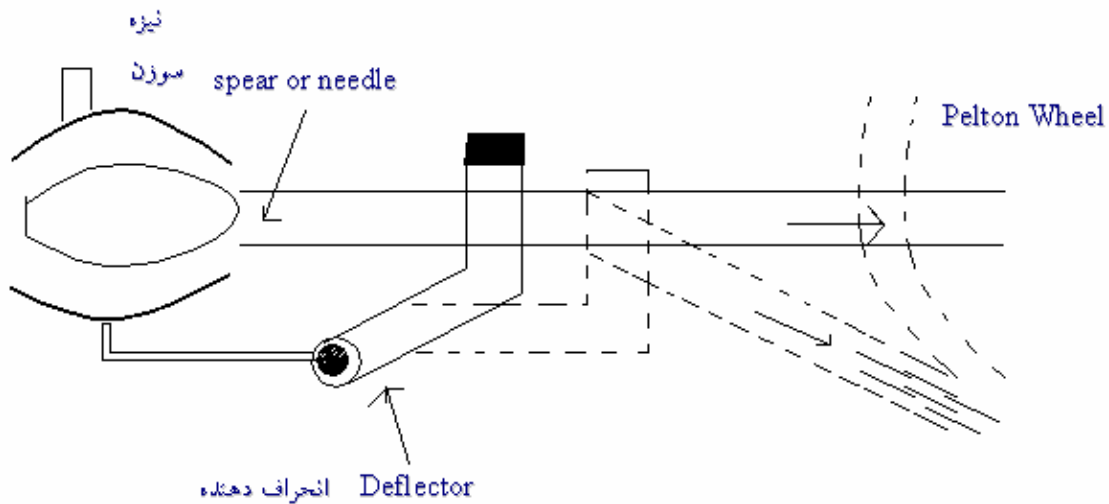 نیزه
سوزن
spear or needle
Pelton Wheel
انحراف دهنده
Deflector